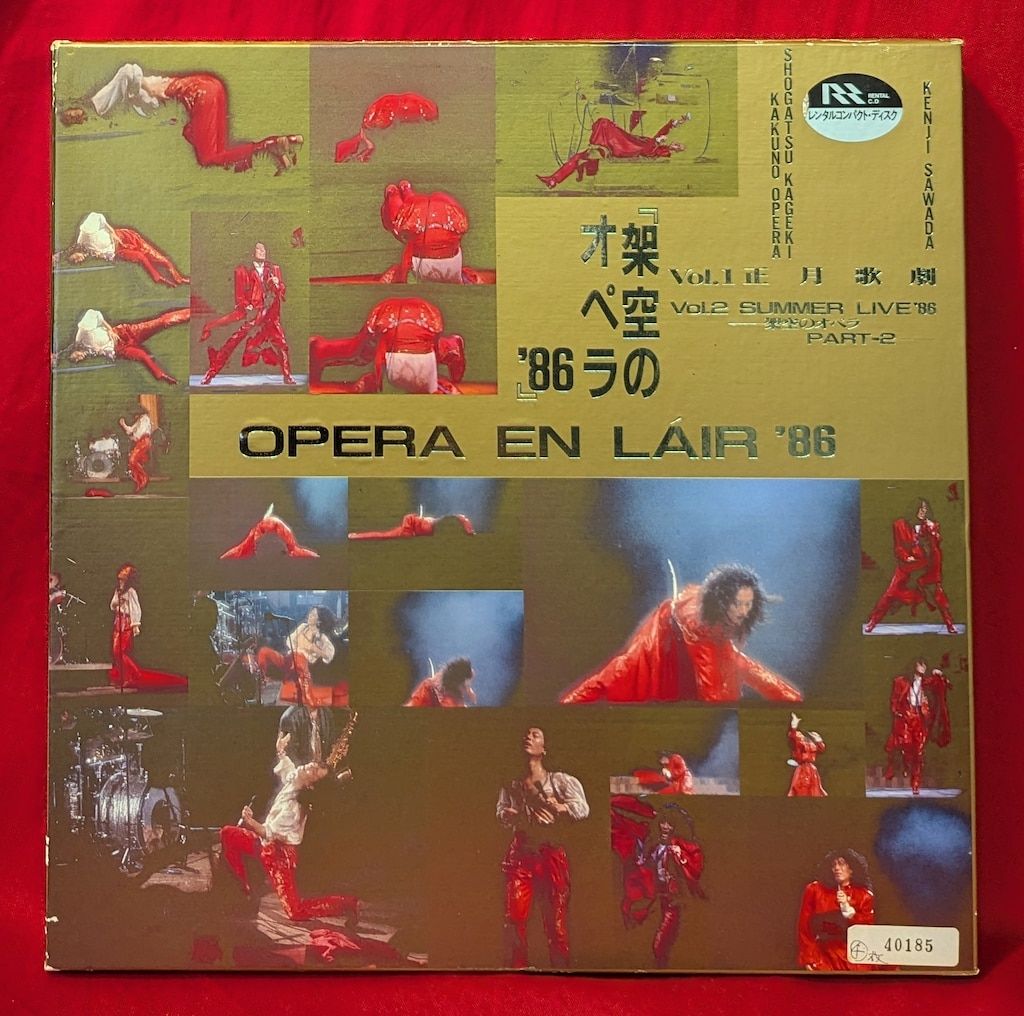 KENJI SAWADA
SHOGATSU KAGEKI
KAKUNO OPERA
RENTAL
C.D
レンタルコンパクト・ディスク
『架空の
オペラ
'86』
Vol.1 正月歌劇
Vol.2 SUMMER LIVE '86
架空のオペラ
PART-2
OPERA EN LÁIR '86
40185